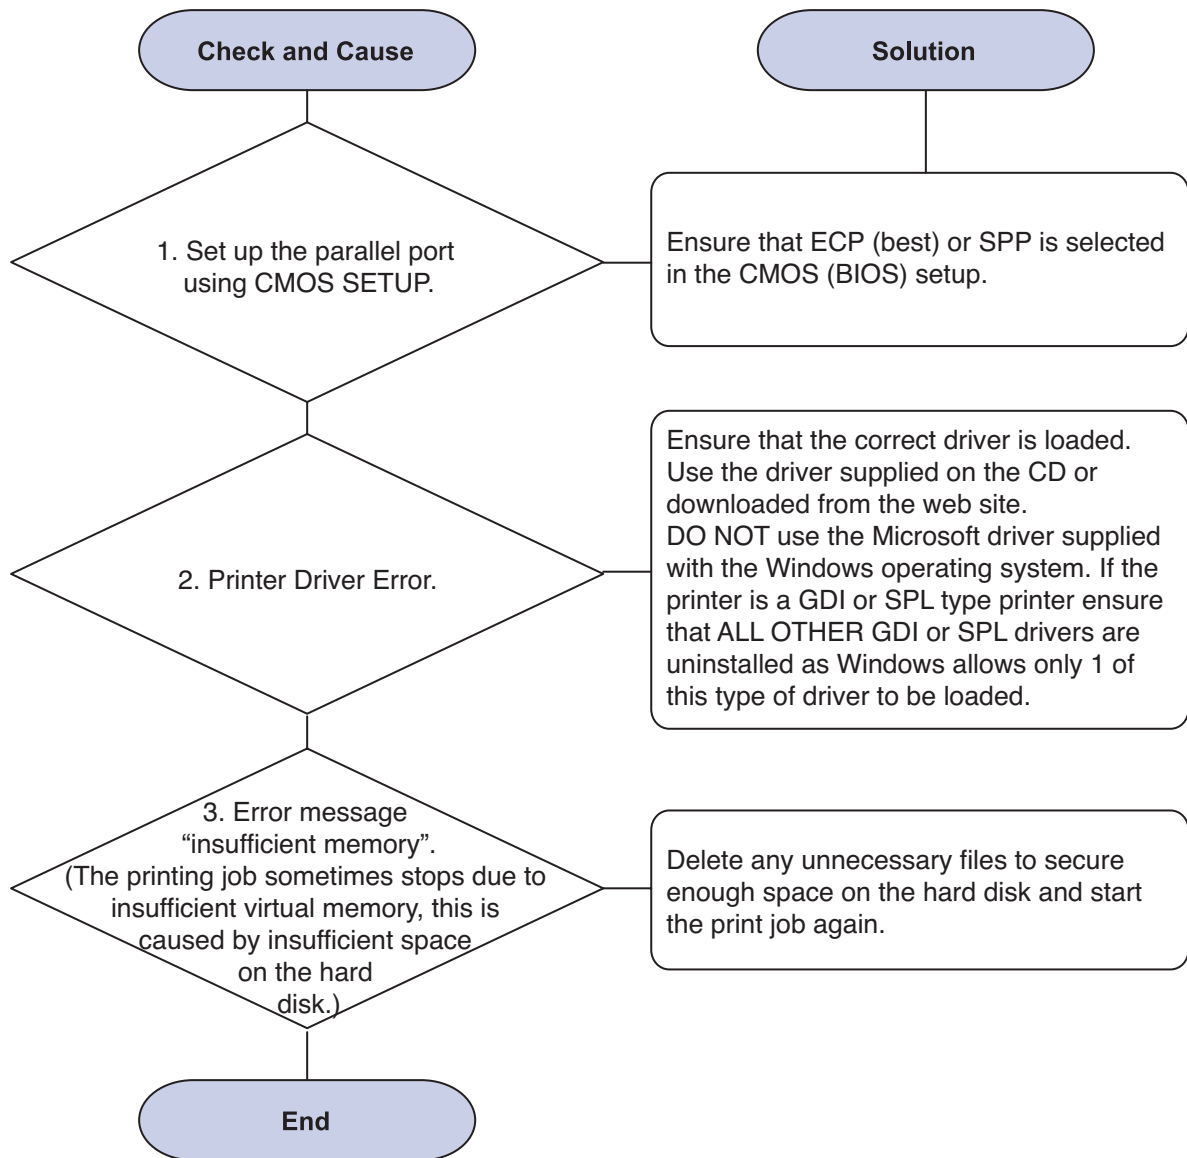 Check and Cause
Solution
1. Set up the parallel port
using CMOS SETUP.
Ensure that ECP (best) or SPP is selected
in the CMOS (BIOS) setup.
2. Printer Driver Error.
Ensure that the correct driver is loaded.
Use the driver supplied on the CD or
downloaded from the web site.
DO NOT use the Microsoft driver supplied
with the Windows operating system. If the
printer is a GDI or SPL type printer ensure
that ALL OTHER GDI or SPL drivers are
uninstalled as Windows allows only 1 of
this type of driver to be loaded.
3. Error message
“insufficient memory”.
(The printing job sometimes stops due to
insufficient virtual memory, this is
caused by insufficient space
on the hard
disk.)
Delete any unnecessary files to secure
enough space on the hard disk and start
the print job again.
End